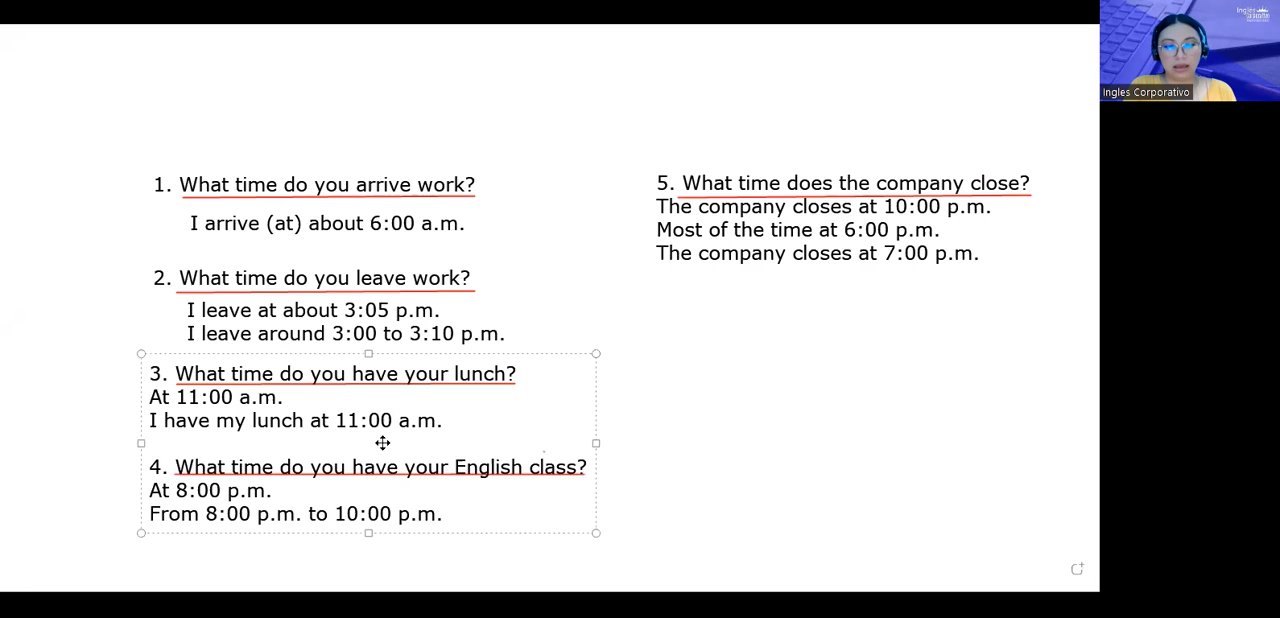 1. What time do you arrive work?
I arrive (at) about 6:00 a.m.
2. What time do you leave work?
I leave at about 3:05 p.m.
I leave around 3:00 to 3:10 p.m.
3. What time do you have your lunch?
At 11:00 a.m.
I have my lunch at 11:00 a.m.
4. What time do you have your English class?
At 8:00 p.m.
From 8:00 p.m. to 10:00 p.m.
5. What time does the company close?
The company closes at 10:00 p.m.
Most of the time at 6:00 p.m.
The company closes at 7:00 p.m.
Ingles
Ingles Corporativo